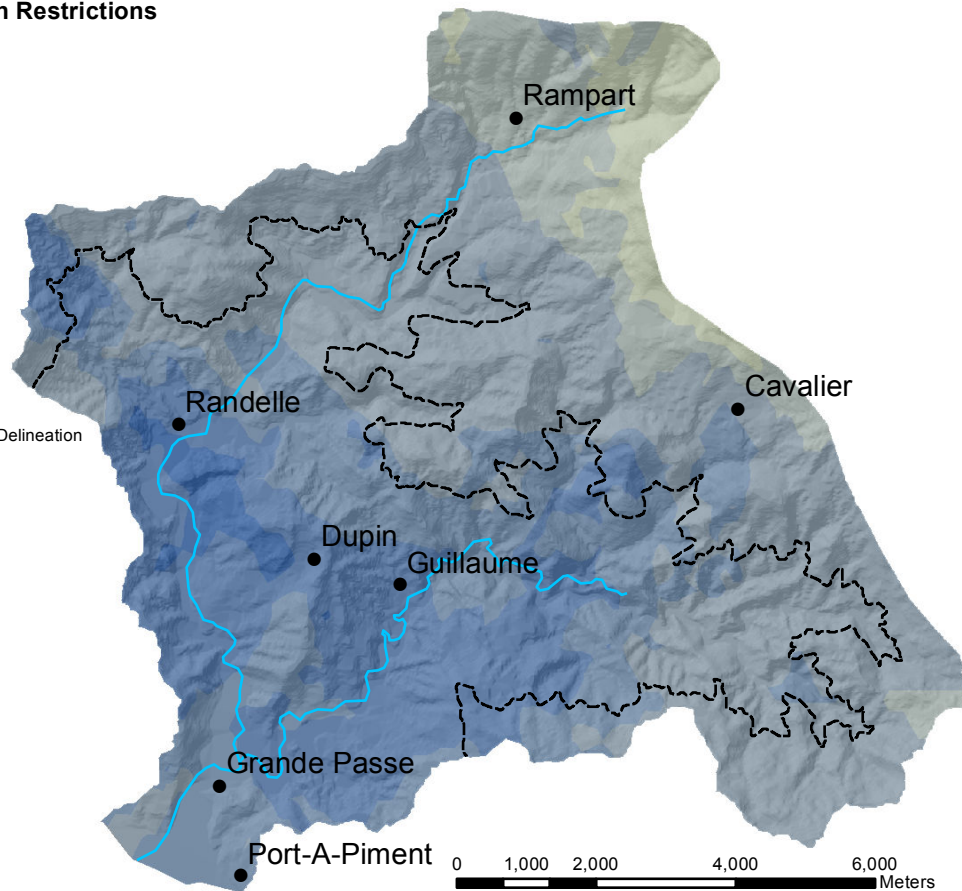 n Restrictions
Rampart
Cavalier
Randelle
Delineation
Dupin
Guillaume
Grande Passe
Port-A-Piment
0 1,000 2,000 4,000 6,000
Meters